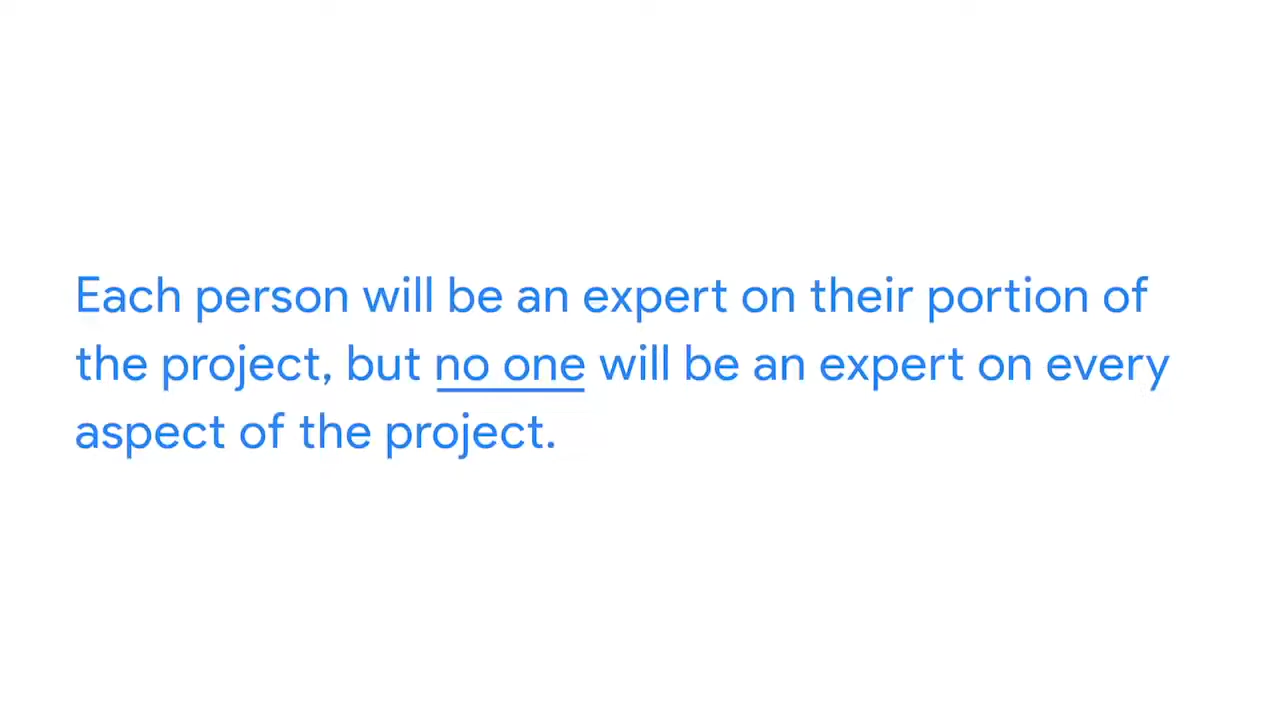 Each person will be an expert on their portion of
the project, but no one will be an expert on every
aspect of the project.